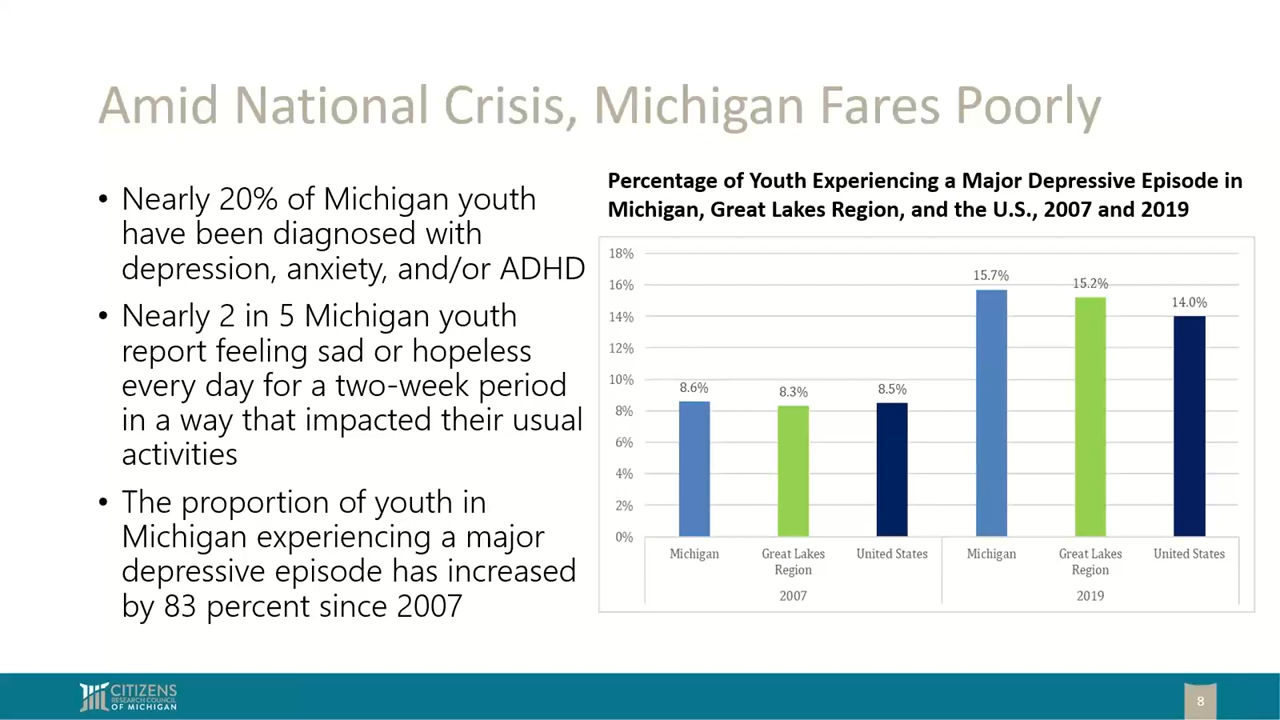 Amid National Crisis, Michigan Fares Poorly
• Nearly 20% of Michigan youth
have been diagnosed with
depression, anxiety, and/or ADHD
• Nearly 2 in 5 Michigan youth
report feeling sad or hopeless
every day for a two-week period
in a way that impacted their usual
activities
• The proportion of youth in
Michigan experiencing a major
depressive episode has increased
by 83 percent since 2007
Percentage of Youth Experiencing a Major Depressive Episode in
Michigan, Great Lakes Region, and the U.S., 2007 and 2019
18%
16%
14%
12%
10%
8%
6%
4%
2%
0%
8.6%
8.3%
8.5%
15.7%
15.2%
14.0%
Michigan
Great Lakes
Region
United States
Michigan
Great Lakes
Region
United States
2007
2019
CITIZENS
RESEARCH COUNCIL
OF MICHIGAN
8